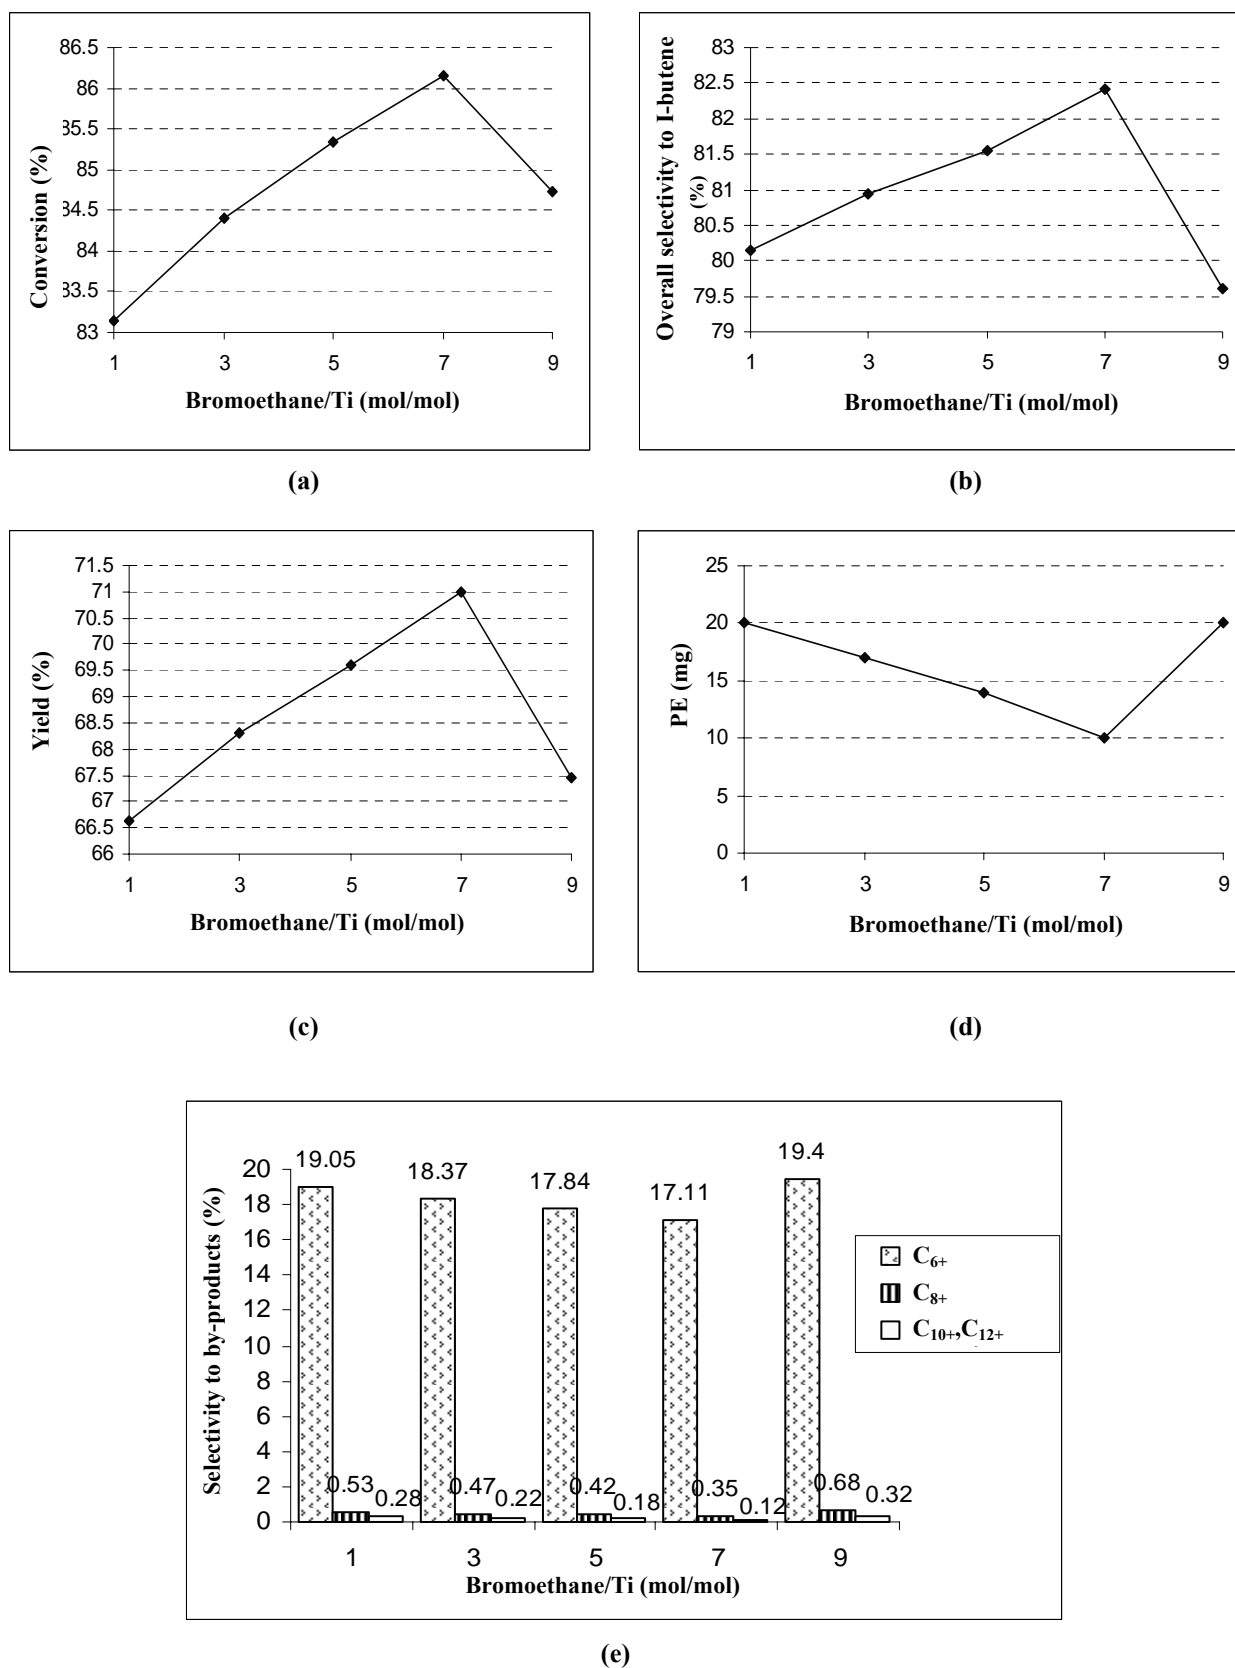 86.5
86
85.5
85
84.5
84
83.5
83
1 3 5 7 9
Conversion (%)
Bromoethane/Ti (mol/mol)
(a)
83
82.5
82
81.5
81
80.5
80
79.5
79
1 3 5 7 9
Overall selectivity to I-butene
(%)
Bromoethane/Ti (mol/mol)
(b)
71.5
71
70.5
70
69.5
69
68.5
68
67.5
67
66.5
66
1 3 5 7 9
Yield (%)
Bromoethane/Ti (mol/mol)
(c)
25
20
15
10
5
0
1 3 5 7 9
PE (mg)
Bromoethane/Ti (mol/mol)
(d)
20
18
16
14
12
10
8
6
4
2
0
Selectivity to by-products (%)
19.05 18.37 17.84 17.11 19.4
0.53 0.47 0.42 0.35 0.68
0.28 0.22 0.18 0.12 0.32
1 3 5 7 9
Bromoethane/Ti (mol/mol)
C6+
C8+
C10+,C12+
(e)